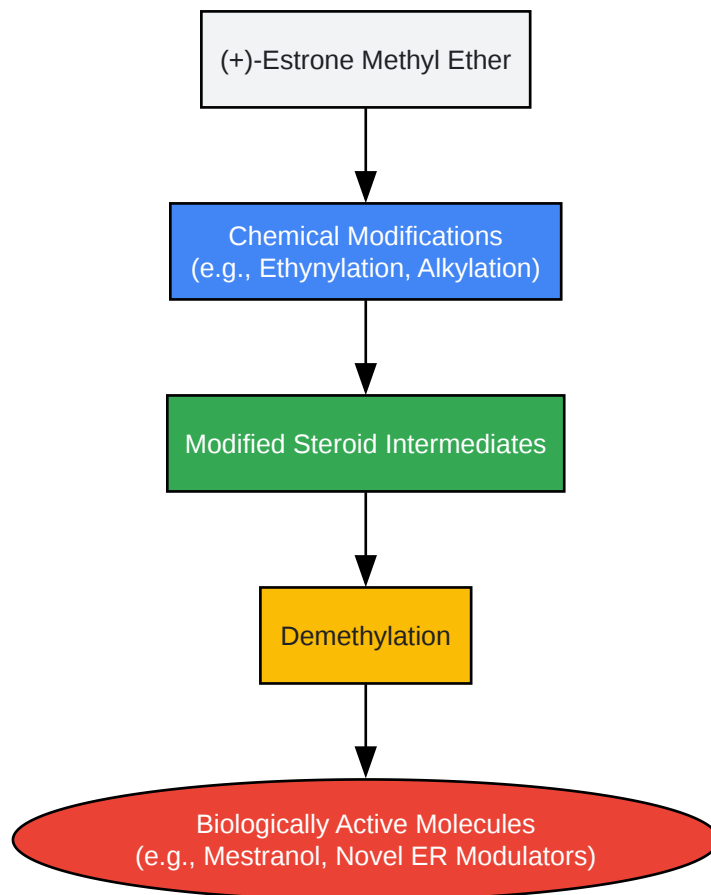 (+)-Estrone Methyl Ether
Chemical Modifications
(e.g., Ethynylation, Alkylation)
Modified Steroid Intermediates
Demethylation
Biologically Active Molecules
(e.g., Mestranol, Novel ER Modulators)